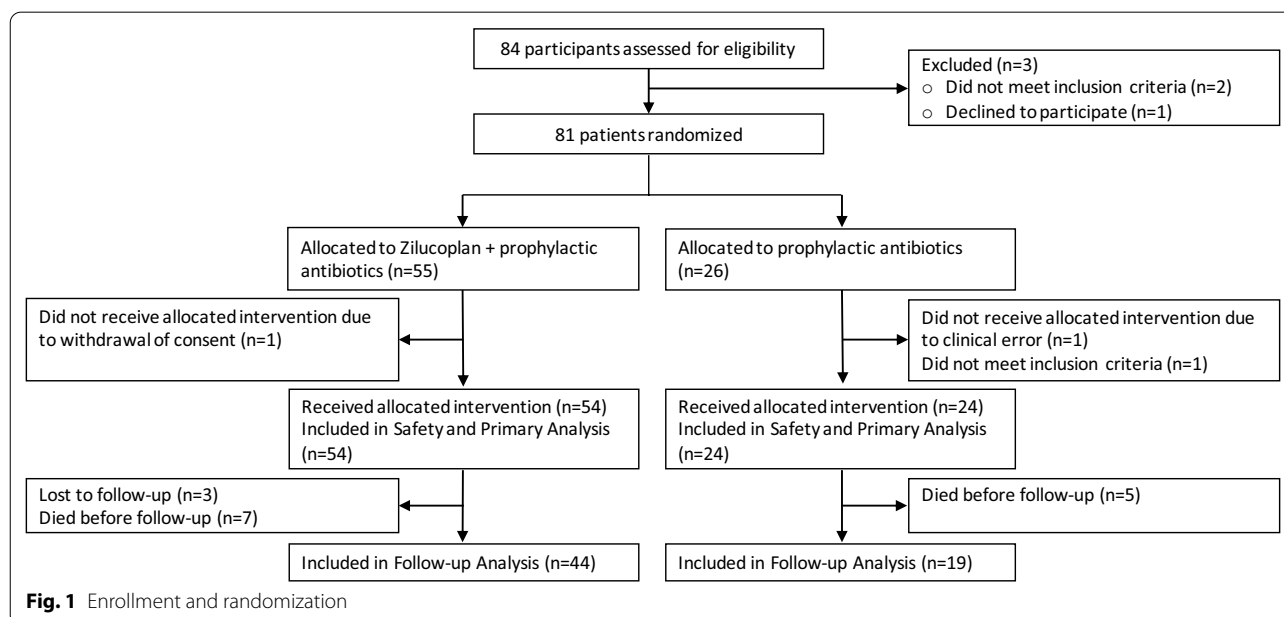 84 participants assessed for eligibility
Excluded (n=3)
○ Did not meet inclusion criteria (n=2)
○ Declined to participate (n=1)
81 patients randomized
Allocated to Zilucoplan + prophylactic
antibiotics (n=55)
Allocated to prophylactic antibiotics
(n=26)
Did not receive allocated intervention due
to withdrawal of consent (n=1)
Did not receive allocated intervention due
to clinical error (n=1)
Did not meet inclusion criteria (n=1)
Received allocated intervention (n=54)
Included in Safety and Primary Analysis
(n=54)
Received allocated intervention (n=24)
Included in Safety and Primary Analysis
(n=24)
Lost to follow-up (n=3)
Died before follow-up (n=7)
Died before follow-up (n=5)
Included in Follow-up Analysis (n=44)
Included in Follow-up Analysis (n=19)
Fig. 1 Enrollment and randomization